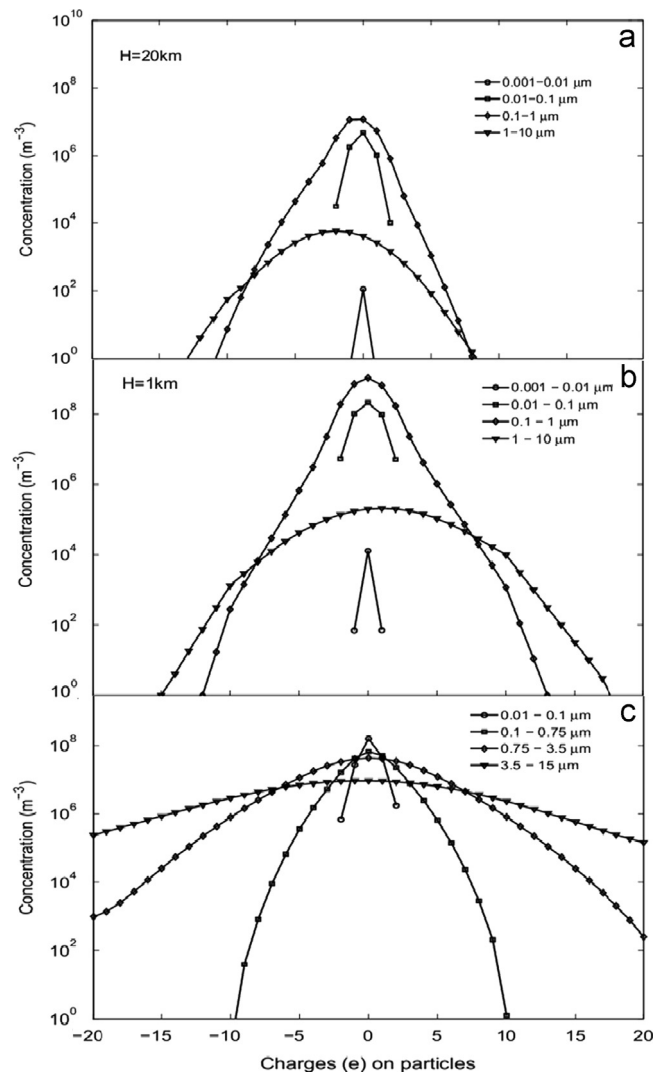 a
H=20km
0.001−0.01 μm
0.01−0.1 μm
0.1−1 μm
1−10 μm
Concentration (m⁻³)
10¹⁰
10⁸
10⁶
10⁴
10²
10⁰
b
H=1km
0.001 − 0.01 μm
0.01 − 0.1 μm
0.1 − 1 μm
1 − 10 μm
Concentration (m⁻³)
10⁸
10⁶
10⁴
10²
10⁰
c
0.01 − 0.1 μm
0.1 − 0.75 μm
0.75 − 3.5 μm
3.5 − 15 μm
Concentration (m⁻³)
10⁸
10⁶
10⁴
10²
10⁰
−20 −15 −10 −5 0 5 10 15 20
Charges (e) on particles